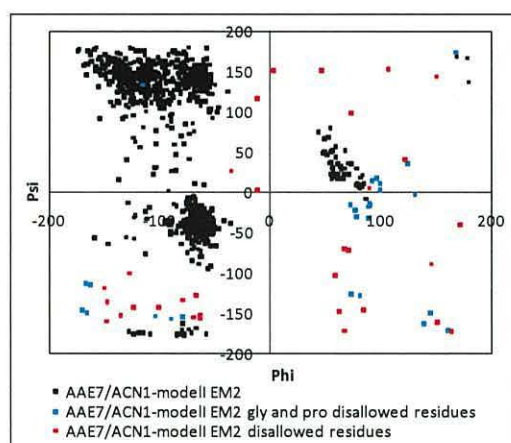 200
150
100
50
0
-200
-100
0
100
200
-50
-100
-150
-200
Psi
Phi
AAE7/ACN1-modell EM2
AAE7/ACN1-modell EM2 gly and pro disallowed residues
AAE7/ACN1-modell EM2 disallowed residues